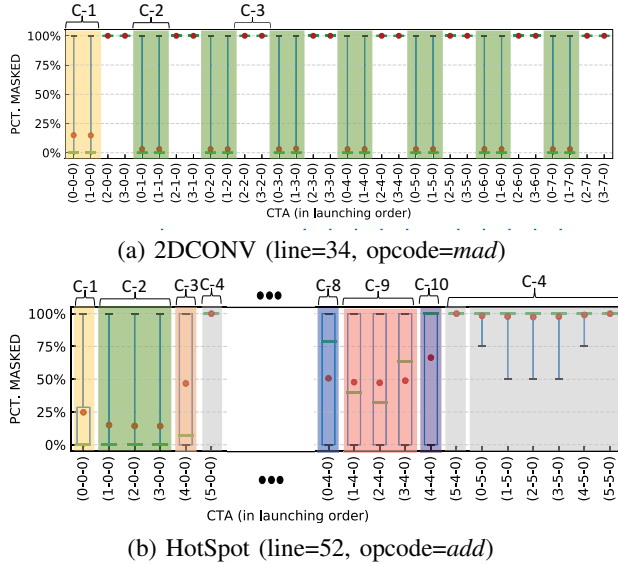 C-1 C-2 C-3
PCT. MASKED
100%
75%
50%
25%
0%
(0-0-0) (1-0-0) (2-0-0) (3-0-0) (0-1-0) (1-1-0) (2-1-0) (3-1-0) (0-2-0) (1-2-0) (2-2-0) (3-2-0) (0-3-0) (1-3-0) (2-3-0) (3-3-0) (0-4-0) (1-4-0) (2-4-0) (3-4-0) (0-5-0) (1-5-0) (2-5-0) (3-5-0) (0-6-0) (1-6-0) (2-6-0) (3-6-0) (0-7-0) (1-7-0) (2-7-0) (3-7-0)
CTA (in launching order)
(a) 2DCONV (line=34, opcode=mad)
C-1 C-2 C-3 C-4 ••• C-8 C-9 C-10 C-4
PCT. MASKED
100%
75%
50%
25%
0%
(0-0-0) (1-0-0) (2-0-0) (3-0-0) (4-0-0) (5-0-0) ••• (0-4-0) (1-4-0) (2-4-0) (3-4-0) (4-4-0) (5-4-0) (0-5-0) (1-5-0) (2-5-0) (3-5-0) (4-5-0) (5-5-0)
CTA (in launching order)
(b) HotSpot (line=52, opcode=add)